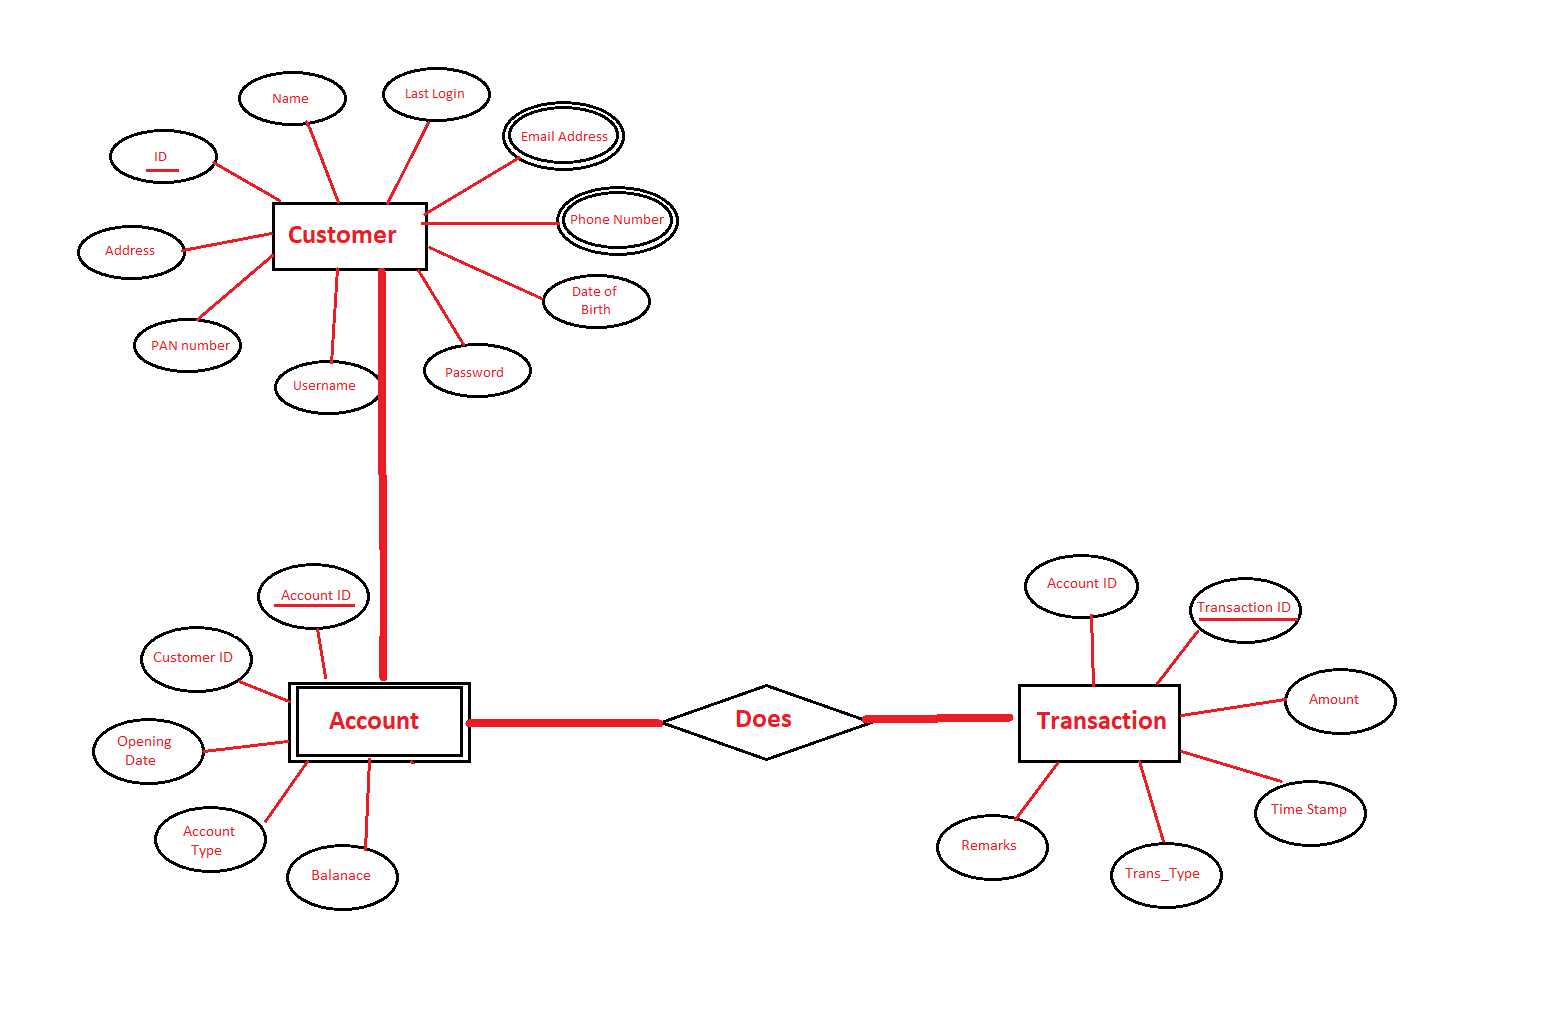 Name
Last Login
Email Address
ID
Phone Number
Customer
Address
Date of
Birth
PAN number
Username
Password
Account ID
Customer ID
Opening
Date
Account
Account
Type
Balanace
Does
Account ID
Transaction ID
Amount
Transaction
Time Stamp
Remarks
Trans_Type